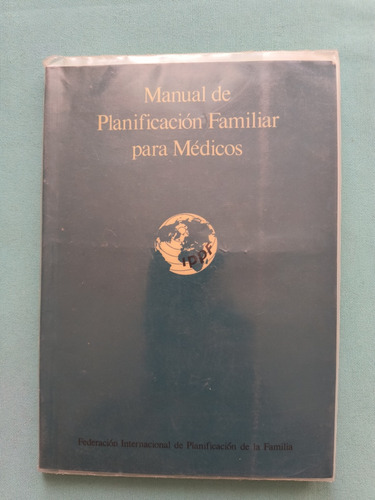 Manual de
Planificación Familiar
para Médicos
ippf
Federación Internacional de Planificación de la Familia